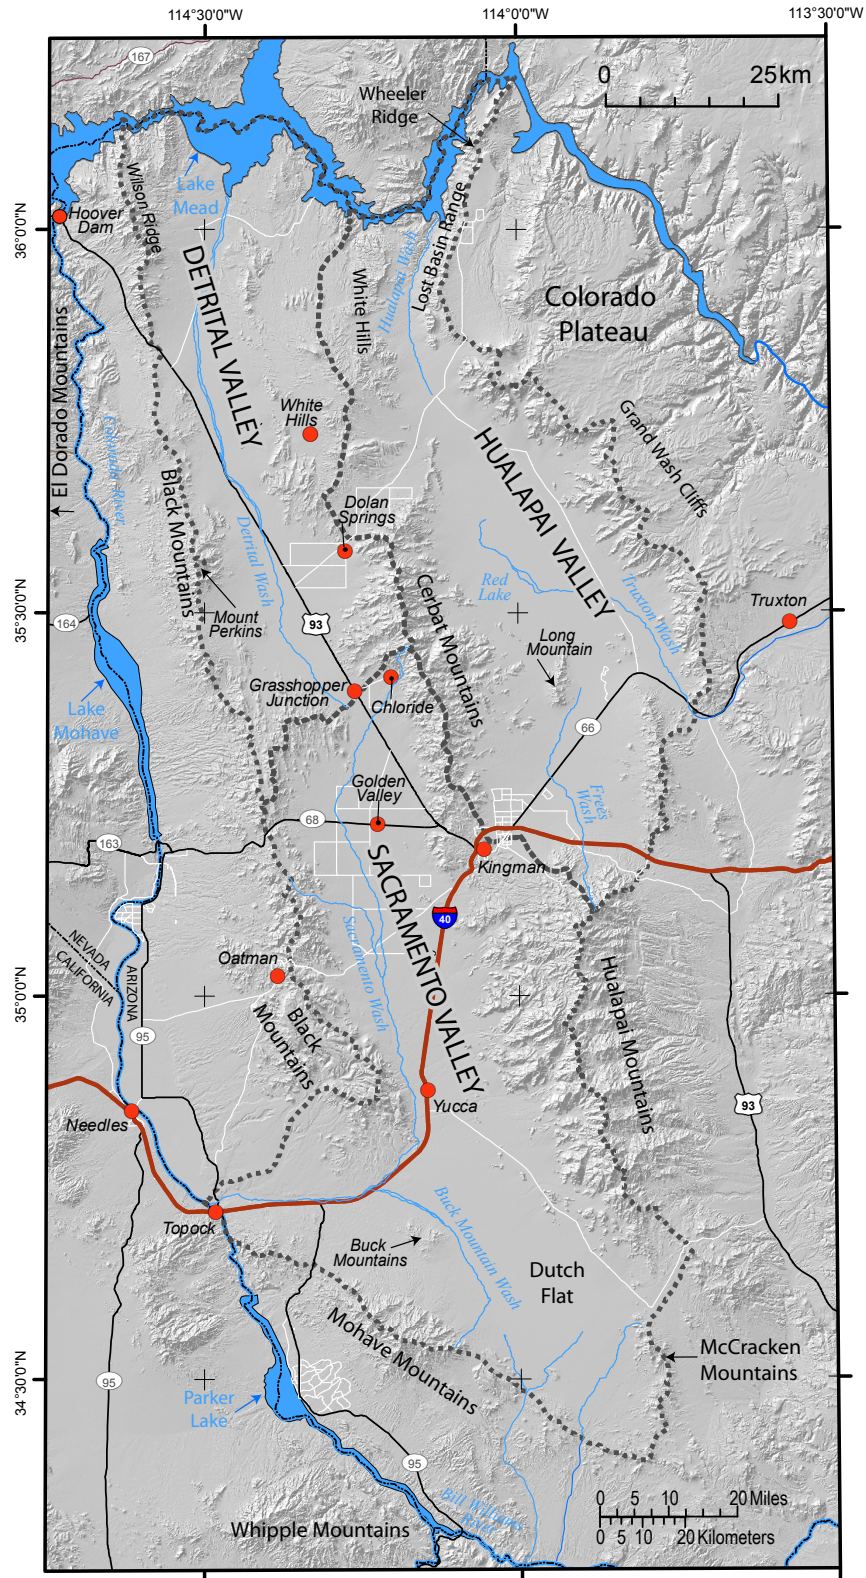 114°30'0"W
114°0'0"W
113°30'0"W
167
Wheeler
Ridge
0
25km
Wilson Ridge
Lake
Mead
Hoover
Dam
36°0'0"N
DETRITAL VALLEY
White Hills
Hualapai Wash
Lost Basin Range
Colorado
Plateau
El Dorado Mountains
Colorado River
White
Hills
HUALAPAI VALLEY
Grand Wash Cliffs
Black Mountains
Detrital Wash
Dolan
Springs
Red
Lake
Truxton Wash
Truxton
35°30'0"N
164
Mount
Perkins
93
Cerbat Mountains
Long
Mountain
Lake
Mohave
Grasshopper
Junction
Chloride
66
Golden
Valley
Frees
Wash
68
163
Kingman
SACRAMENTO VALLEY
40
Sacramento Wash
NEVADA
CALIFORNIA
ARIZONA
Oatman
35°0'0"N
Hualapai Mountains
95
Black
Mountains
Yucca
93
Needles
Topock
Buck
Mountains
Buck Mountain Wash
Dutch
Flat
Mohave Mountains
McCracken
Mountains
34°30'0"N
95
Parker
Lake
95
Bill Williams
River
Whipple Mountains
0 5 10 20 Miles
0 5 10 20 Kilometers